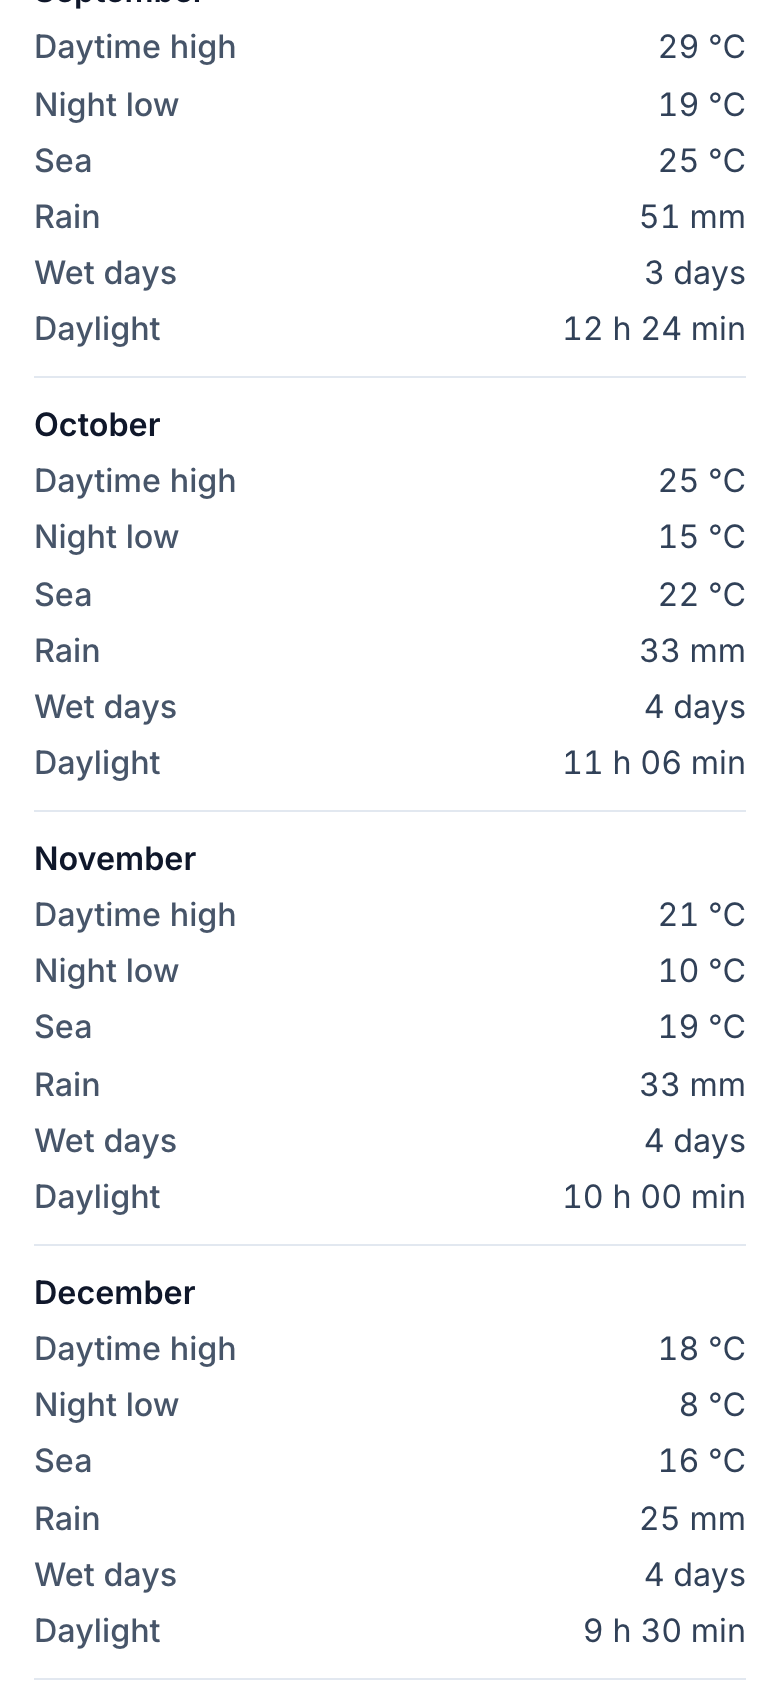 September
Daytime high 29 °C
Night low 19 °C
Sea 25 °C
Rain 51 mm
Wet days 3 days
Daylight 12 h 24 min
October
Daytime high 25 °C
Night low 15 °C
Sea 22 °C
Rain 33 mm
Wet days 4 days
Daylight 11 h 06 min
November
Daytime high 21 °C
Night low 10 °C
Sea 19 °C
Rain 33 mm
Wet days 4 days
Daylight 10 h 00 min
December
Daytime high 18 °C
Night low 8 °C
Sea 16 °C
Rain 25 mm
Wet days 4 days
Daylight 9 h 30 min